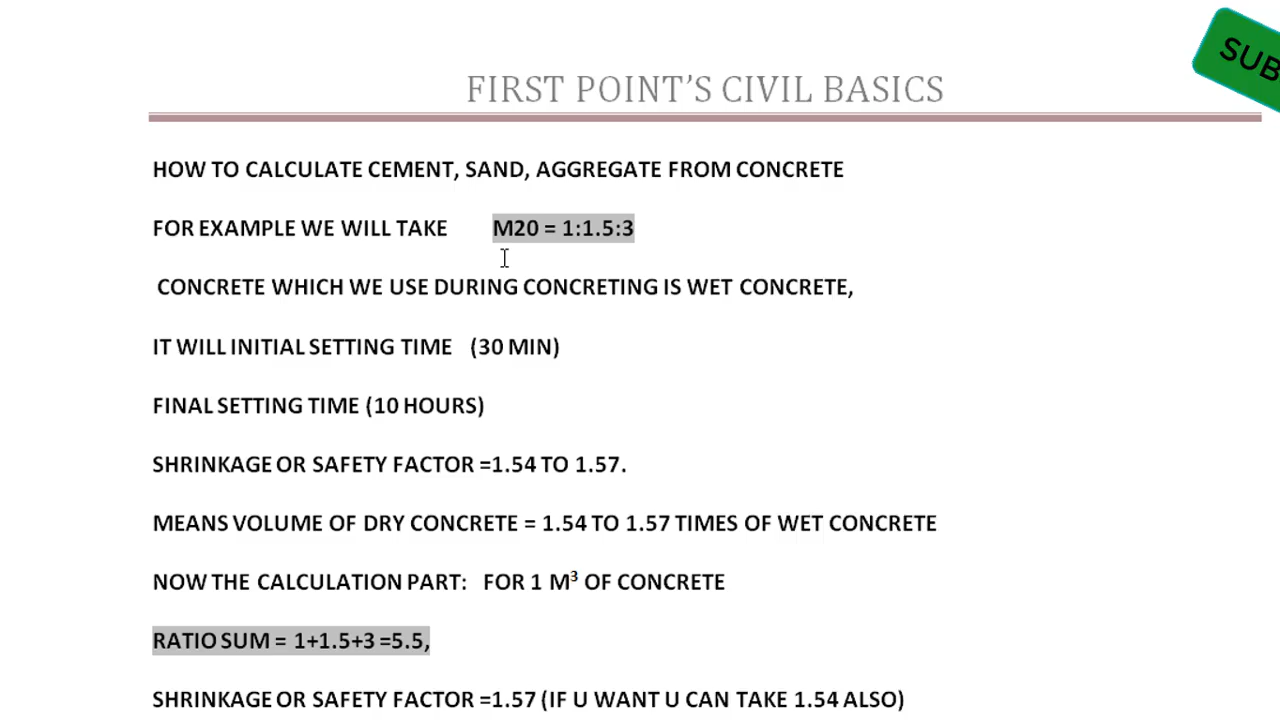 SUB
FIRST POINT'S CIVIL BASICS
HOW TO CALCULATE CEMENT, SAND, AGGREGATE FROM CONCRETE
FOR EXAMPLE WE WILL TAKE M20 = 1:1.5:3
CONCRETE WHICH WE USE DURING CONCRETING IS WET CONCRETE,
IT WILL INITIAL SETTING TIME (30 MIN)
FINAL SETTING TIME (10 HOURS)
SHRINKAGE OR SAFETY FACTOR =1.54 TO 1.57.
MEANS VOLUME OF DRY CONCRETE = 1.54 TO 1.57 TIMES OF WET CONCRETE
NOW THE CALCULATION PART: FOR 1 M³ OF CONCRETE
RATIO SUM = 1+1.5+3 =5.5,
SHRINKAGE OR SAFETY FACTOR =1.57 (IF U WANT U CAN TAKE 1.54 ALSO)